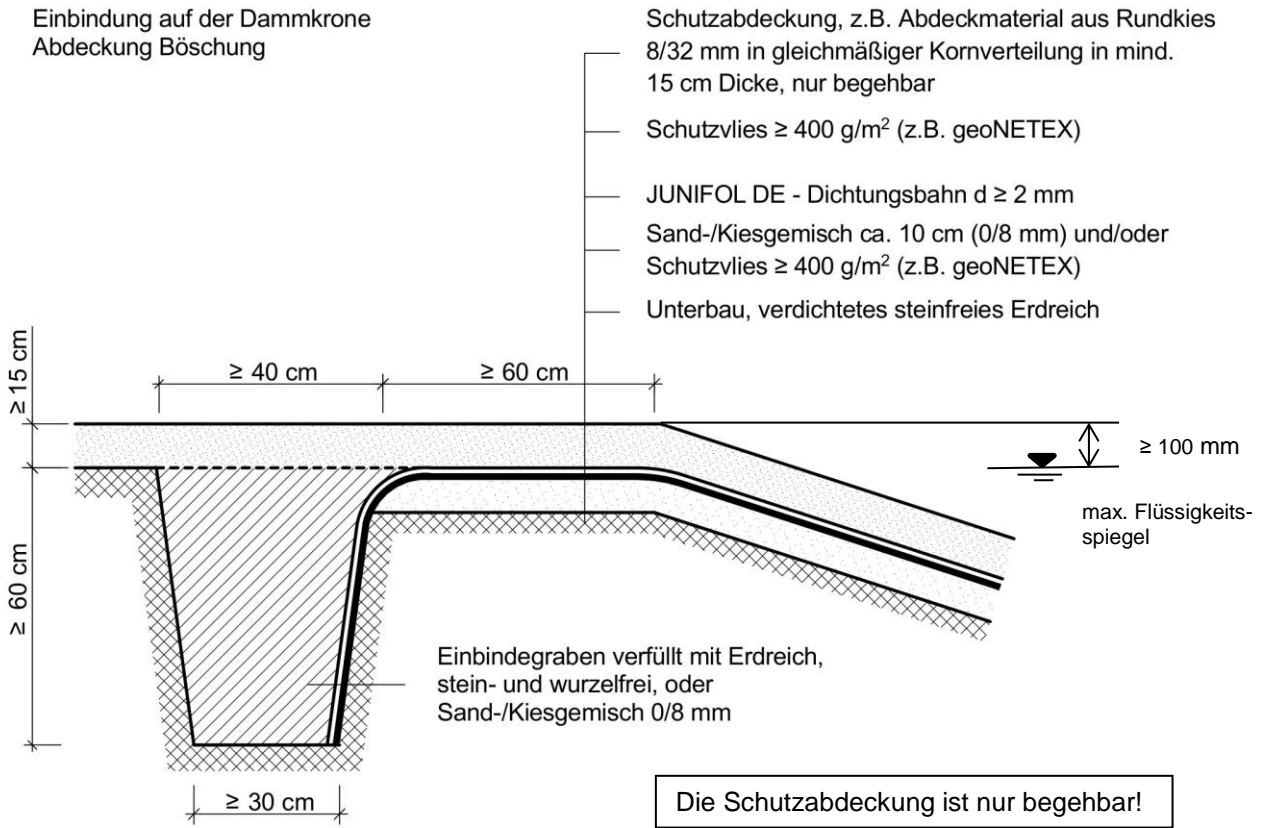 Einbindung auf der Dammkrone
Abdeckung Böschung
Schutzabdeckung, z.B. Abdeckmaterial aus Rundkies
8/32 mm in gleichmäßiger Kornverteilung in mind.
15 cm Dicke, nur begehbar
Schutzvlies ≥ 400 g/m² (z.B. geoNETEX)
JUNIFOL DE - Dichtungsbahn d ≥ 2 mm
Sand-/Kiesgemisch ca. 10 cm (0/8 mm) und/oder
Schutzvlies ≥ 400 g/m² (z.B. geoNETEX)
Unterbau, verdichtetes steinfreies Erdreich
≥ 15 cm
≥ 40 cm
≥ 60 cm
≥ 100 mm
max. Flüssigkeits-
spiegel
≥ 60 cm
Einbindegraben verfüllt mit Erdreich,
stein- und wurzelfrei, oder
Sand-/Kiesgemisch 0/8 mm
≥ 30 cm
Die Schutzabdeckung ist nur begehbar!